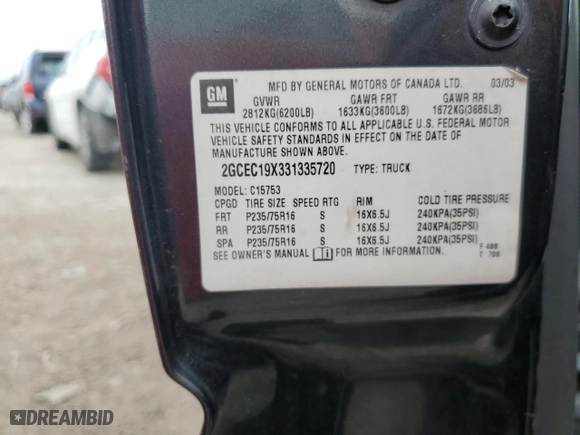 GM
MFD BY GENERAL MOTORS OF CANADA LTD. 03/03
GVWR GAWR FRT GAWR RR
2812KG(6200LB) 1633KG(3600LB) 1672KG(3686LB)
THIS VEHICLE CONFORMS TO ALL APPLICABLE U.S. FEDERAL MOTOR
VEHICLE SAFETY STANDARDS IN EFFECT ON THE DATE OF
MANUFACTURE SHOWN ABOVE.
2GCEC19X331335720 TYPE: TRUCK
MODEL: C15753
CPGD TIRE SIZE SPEED RTG RIM COLD TIRE PRESSURE
FRT P235/75R16 S 16X6.5J 240KPA(35PSI)
RR P235/75R16 S 16X6.5J 240KPA(35PSI)
SPA P235/75R16 S 16X6.5J 240KPA(35PSI)
SEE OWNER'S MANUAL FOR MORE INFORMATION.
F 488
T 708
DREAMBID